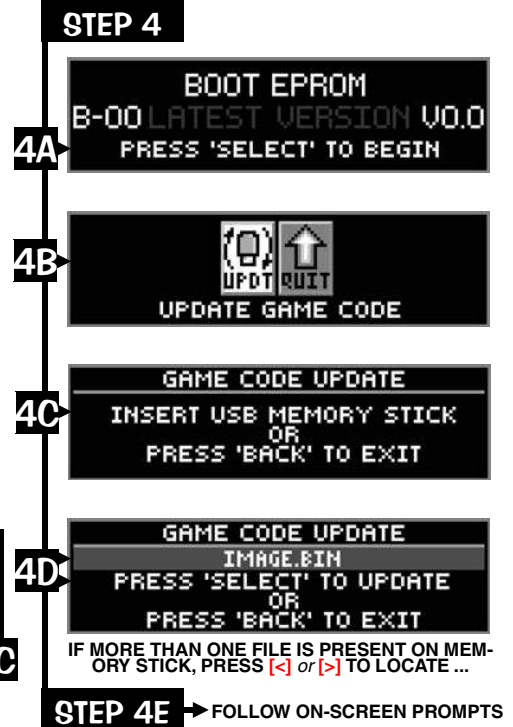 STEP 4
BOOT EPROM
B-00 LATEST VERSION V0.0
4A
PRESS 'SELECT' TO BEGIN
4B
UPDT QUIT
UPDATE GAME CODE
GAME CODE UPDATE
4C
INSERT USB MEMORY STICK
OR
PRESS 'BACK' TO EXIT
GAME CODE UPDATE
IMAGE.BIN
4D
PRESS 'SELECT' TO UPDATE
OR
PRESS 'BACK' TO EXIT
C
IF MORE THAN ONE FILE IS PRESENT ON MEM-
ORY STICK, PRESS [<] or [>] TO LOCATE ...
STEP 4E FOLLOW ON-SCREEN PROMPTS